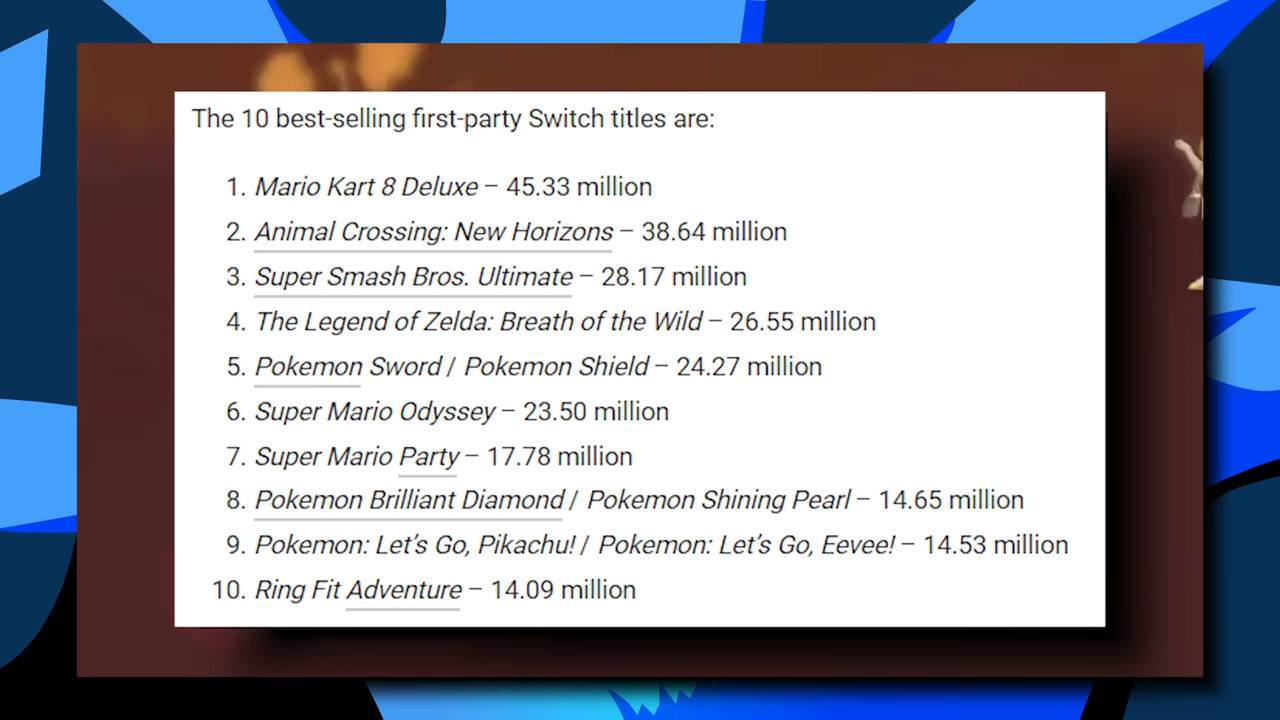 The 10 best-selling first-party Switch titles are:
1. Mario Kart 8 Deluxe – 45.33 million
2. Animal Crossing: New Horizons – 38.64 million
3. Super Smash Bros. Ultimate – 28.17 million
4. The Legend of Zelda: Breath of the Wild – 26.55 million
5. Pokemon Sword / Pokemon Shield – 24.27 million
6. Super Mario Odyssey – 23.50 million
7. Super Mario Party – 17.78 million
8. Pokemon Brilliant Diamond / Pokemon Shining Pearl – 14.65 million
9. Pokemon: Let’s Go, Pikachu! / Pokemon: Let’s Go, Eevee! – 14.53 million
10. Ring Fit Adventure – 14.09 million